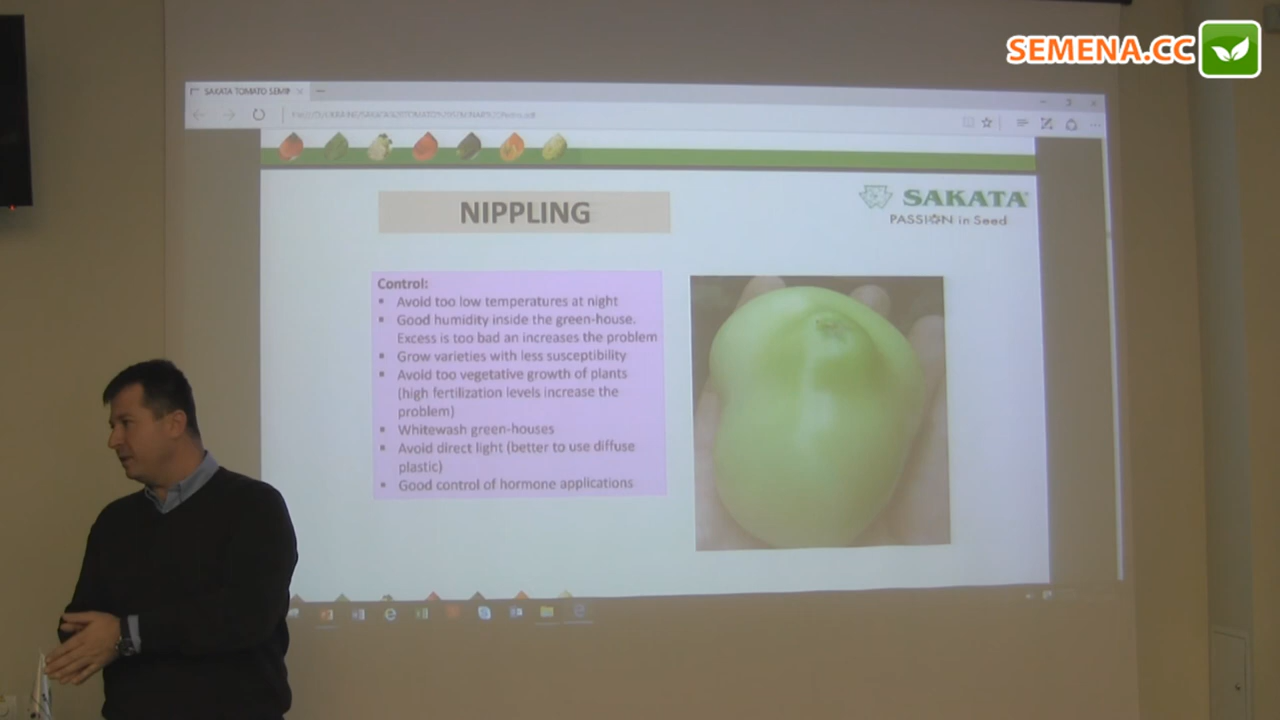 SEMENA.CC
SAKATA TOMATO SEMIN
NIPPLING
SAKATA
PASSION in Seed
Control:
▪ Avoid too low temperatures at night
▪ Good humidity inside the green-house.
Excess is too bad an increases the problem
▪ Grow varieties with less susceptibility
▪ Avoid too vegetative growth of plants
(high fertilization levels increase the
problem)
▪ Whitewash green-houses
▪ Avoid direct light (better to use diffuse
plastic)
▪ Good control of hormone applications